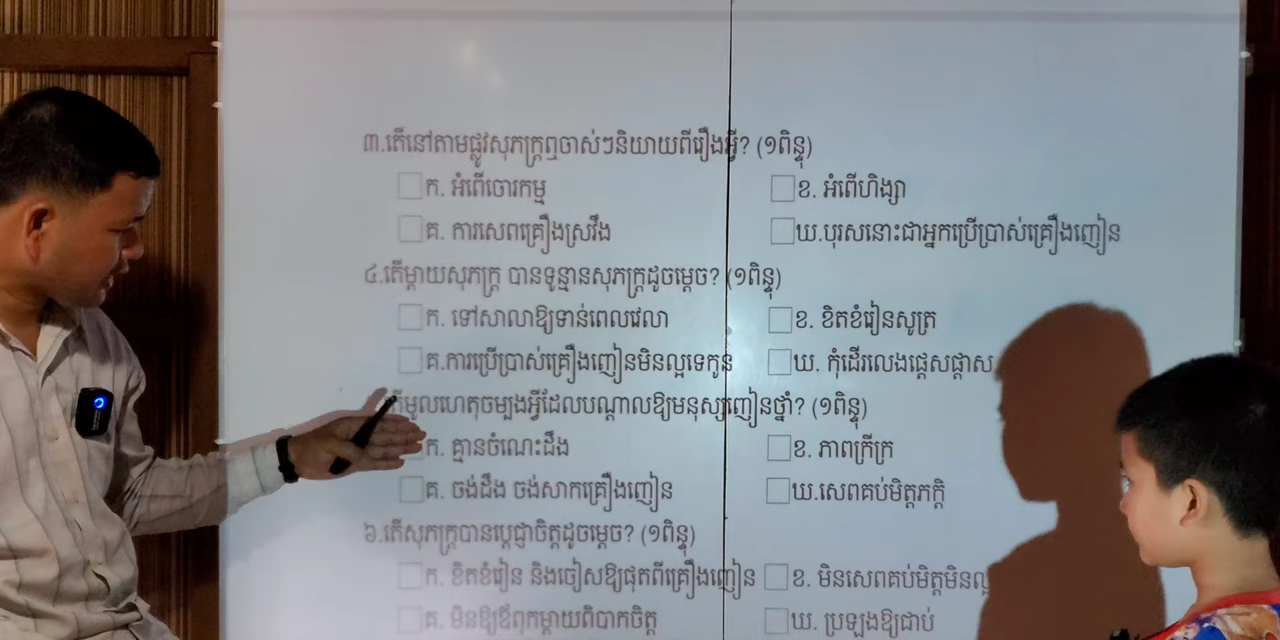 ៣.តើនៅតាមផ្លូវសុភក្ត្រឮចាស់ៗនិយាយពីរឿងអ្វី? (១ពិន្ទុ)
ក. អំពើចោរកម្ម ខ. អំពើហិង្សា
គ. ការសេពគ្រឿងស្រវឹង ឃ.បុរសនោះជាអ្នកប្រើប្រាស់គ្រឿងញៀន
៤.តើម្តាយសុភក្ត្រ បានទូន្មានសុភក្ត្រដូចម្តេច? (១ពិន្ទុ)
ក. ទៅសាលាឱ្យទាន់ពេលវេលា ខ. ខិតខំរៀនសូត្រ
គ.ការប្រើប្រាស់គ្រឿងញៀនមិនល្អទេកូន ឃ. កុំដើរលេងផ្តេសផ្តាស
មូលហេតុចម្បងអ្វីដែលបណ្តាលឱ្យមនុស្សញៀនថ្នាំ? (១ពិន្ទុ)
ក. គ្មានចំណេះដឹង ខ. ភាពក្រីក្រ
គ. ចង់ដឹង ចង់សាកគ្រឿងញៀន ឃ.សេពគប់មិត្តភក្តិ
៦.តើសុភក្ត្របានប្តេជ្ញាចិត្តដូចម្តេច? (១ពិន្ទុ)
ក. ខិតខំរៀន និងចៀសឱ្យផុតពីគ្រឿងញៀន ខ. មិនសេពគប់មិត្តមិនល្អ
គ. មិនឱ្យឪពុកម្តាយពិបាកចិត្ត ឃ. ប្រឡងឱ្យជាប់